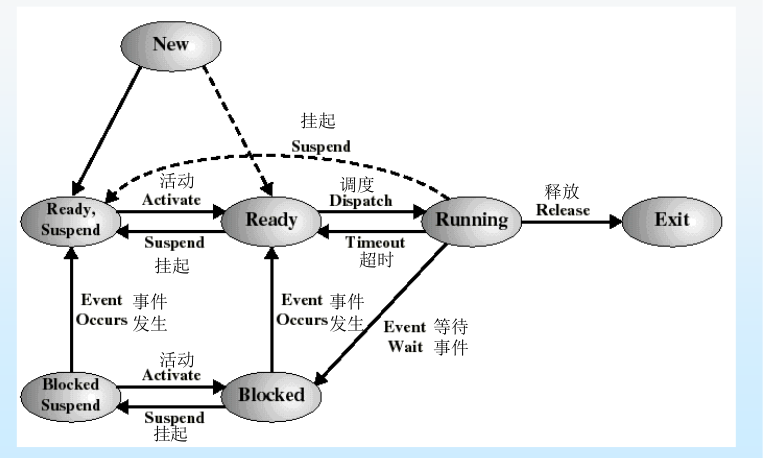 New
挂起
Suspend
活动
Activate
调度
Dispatch
释放
Release
Ready,
Suspend
Ready
Running
Exit
Suspend
挂起
Timeout
超时
Event 事件
Occurs 发生
Event 事件
Occurs 发生
Event 等待
Wait 事件
活动
Activate
Blocked
Suspend
Blocked
Suspend
挂起